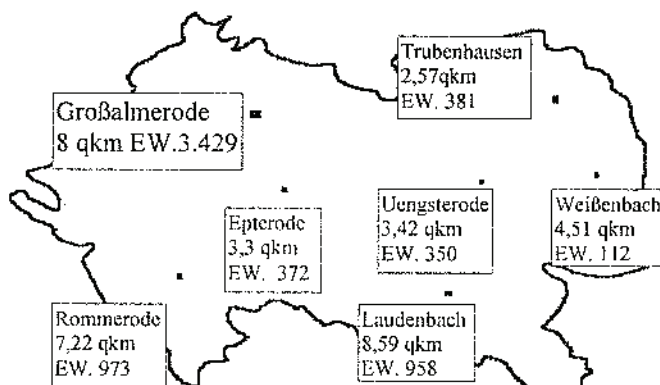 Trubenhausen
2,57qkm
EW. 381
Großalmerode
8 qkm EW.3.429
Epterode
3,3 qkm
EW. 372
Uengsterode
3,42 qkm
EW. 350
Weißenbach
4,51 qkm
EW. 112
Rommerode
7,22 qkm
EW. 973
Laudenbach
8,59 qkm
EW. 958